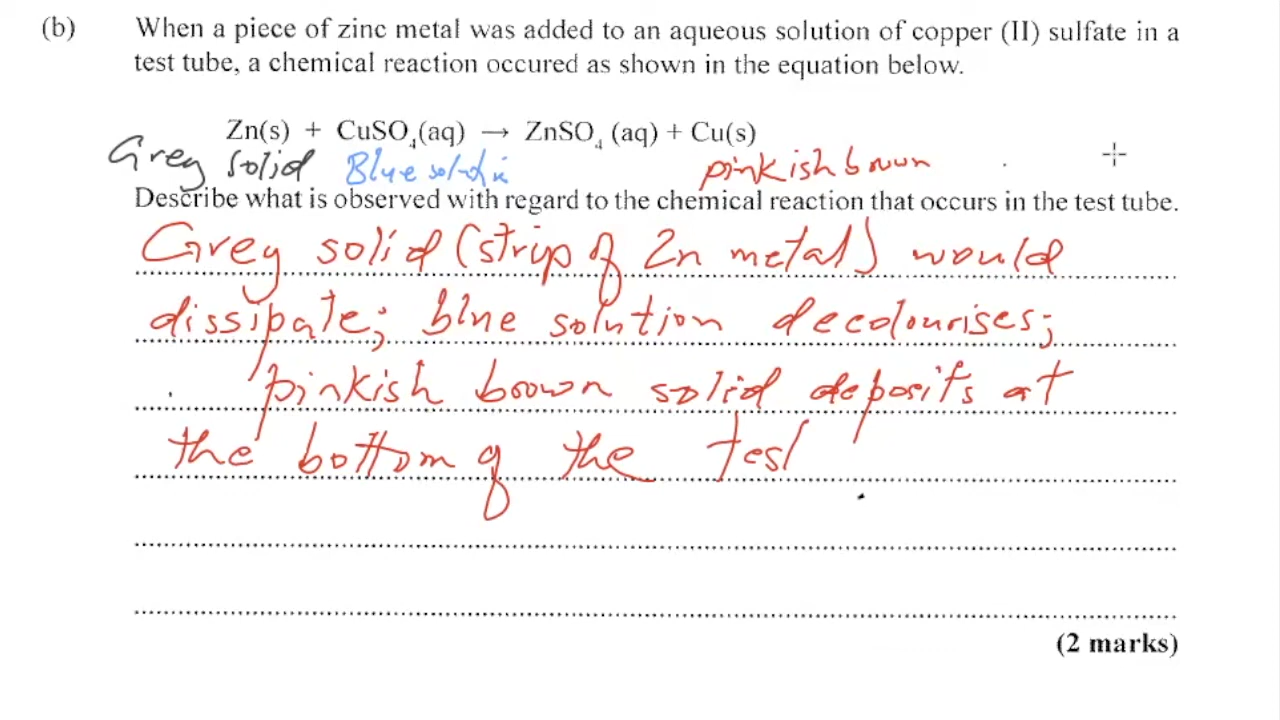 (b) When a piece of zinc metal was added to an aqueous solution of copper (II) sulfate in a
test tube, a chemical reaction occured as shown in the equation below.
Zn(s) + CuSO₄(aq) → ZnSO₄ (aq) + Cu(s)
Grey solid Blue solutio pinkish brown
Describe what is observed with regard to the chemical reaction that occurs in the test tube.
Grey solid (strip of Zn metal) would
dissipate; blue solution decolourises;
pinkish brown solid deposits at
the bottom of the test
(2 marks)